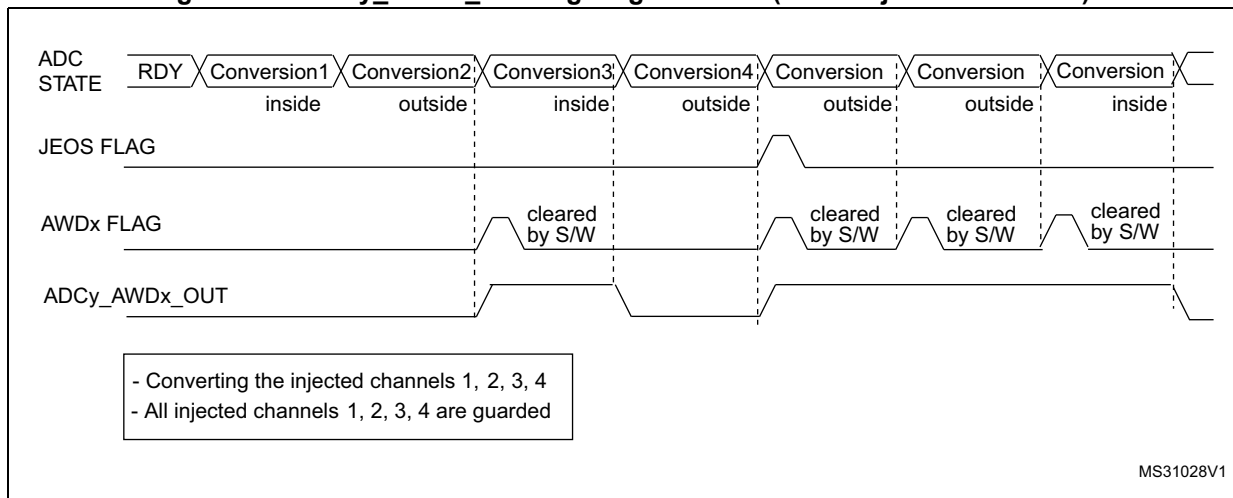 ADC STATE
RDY Conversion1 Conversion2 Conversion3 Conversion4 Conversion Conversion Conversion
inside outside inside outside outside outside inside
JEOS FLAG
AWDx FLAG
cleared by S/W
cleared by S/W
cleared by S/W
cleared by S/W
ADCy_AWDx_OUT
- Converting the injected channels 1, 2, 3, 4
- All injected channels 1, 2, 3, 4 are guarded
MS31028V1